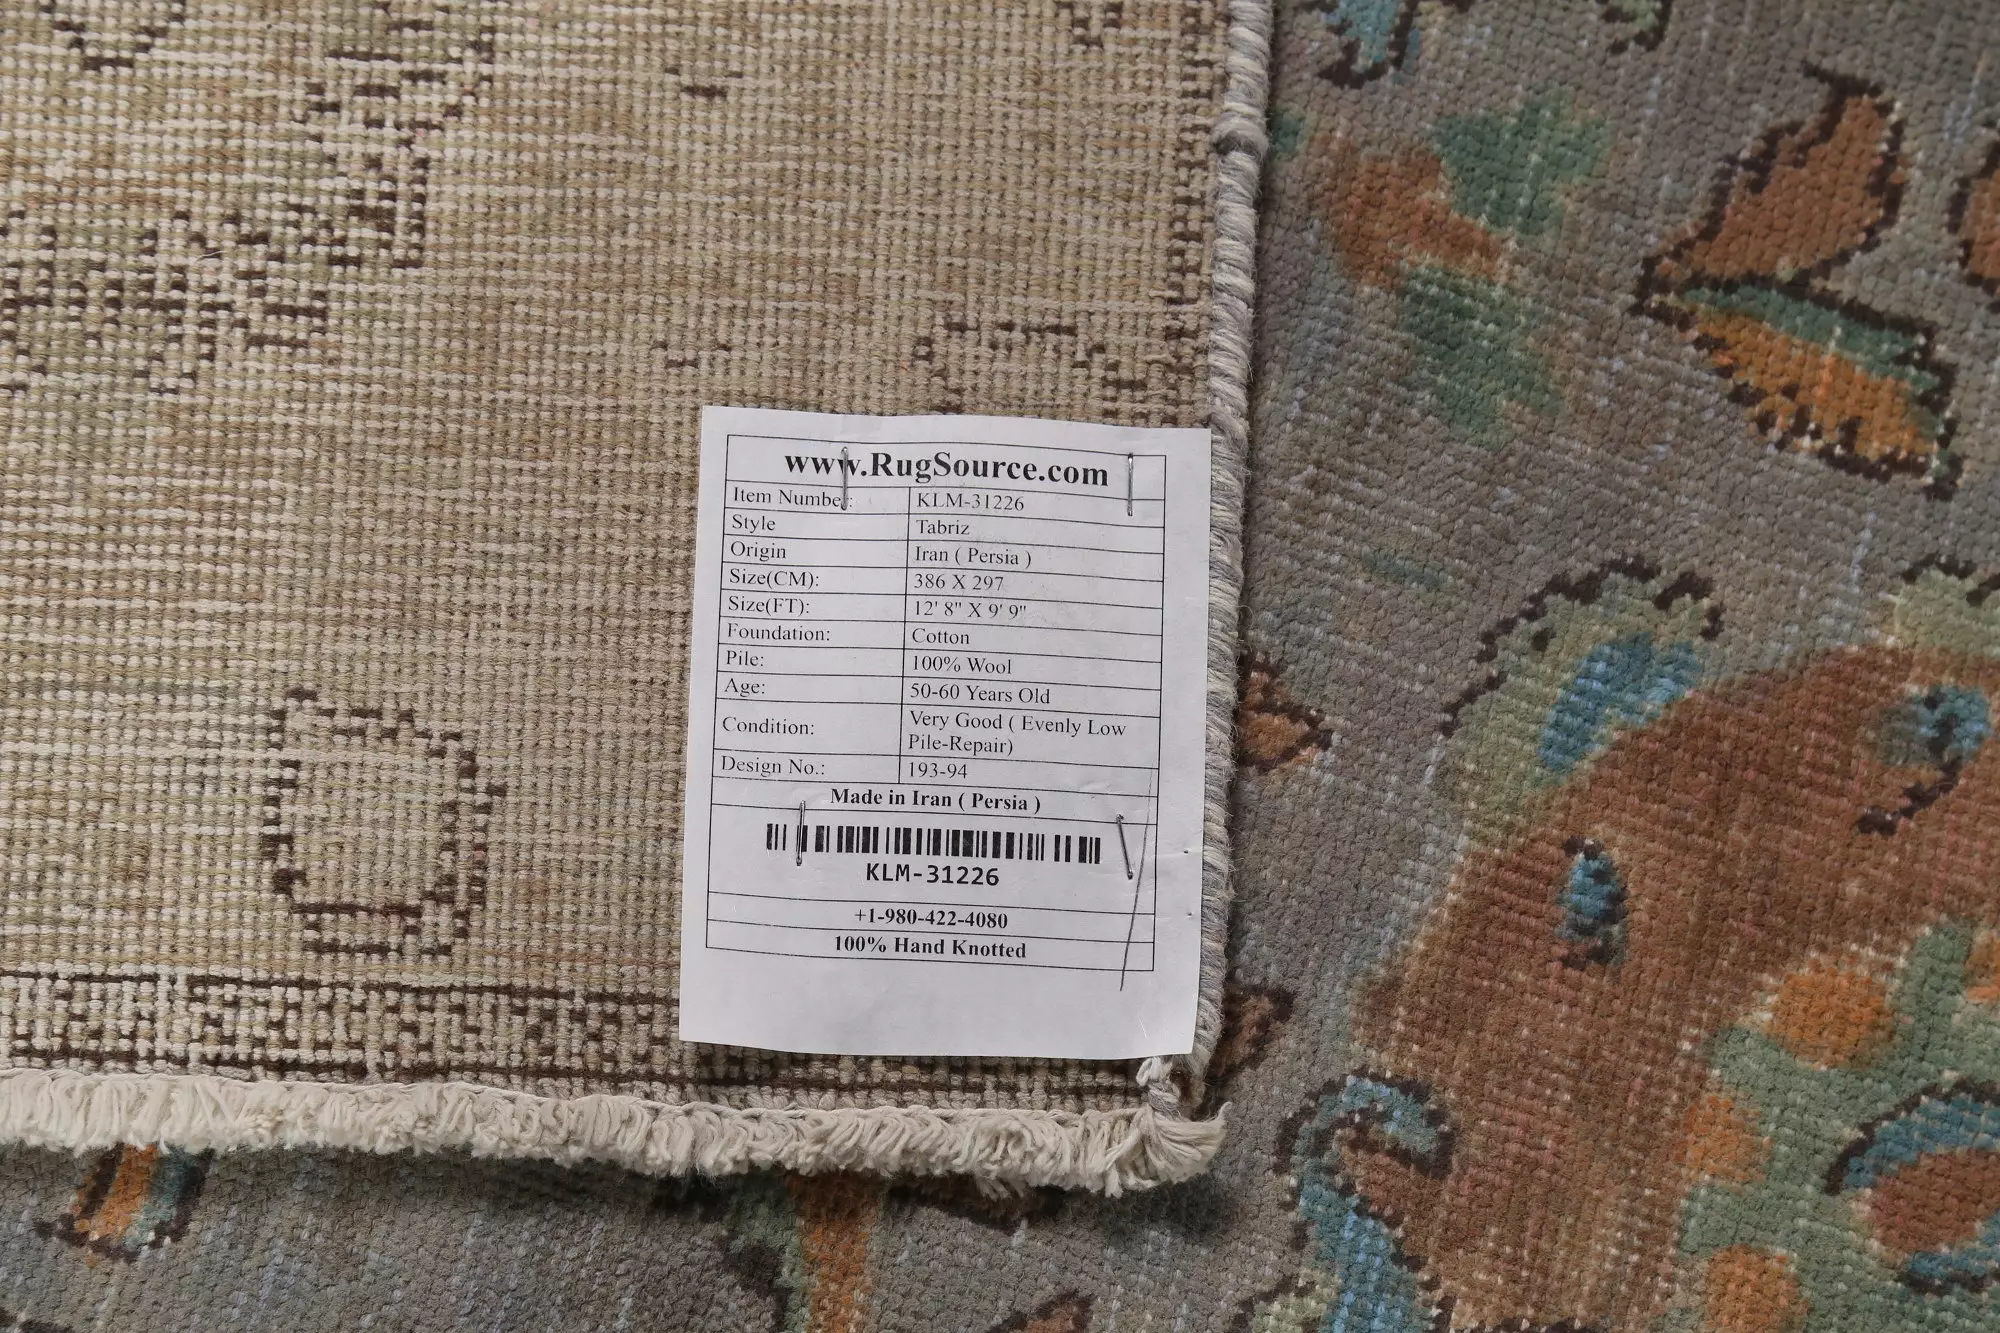 www.RugSource.com
Item Number: KLM-31226
Style Tabriz
Origin Iran ( Persia )
Size(CM): 386 X 297
Size(FT): 12' 8" X 9' 9"
Foundation: Cotton
Pile: 100% Wool
Age: 50-60 Years Old
Condition: Very Good ( Evenly Low
Pile-Repair)
Design No.: 193-94
Made in Iran ( Persia )
KLM-31226
+1-980-422-4080
100% Hand Knotted